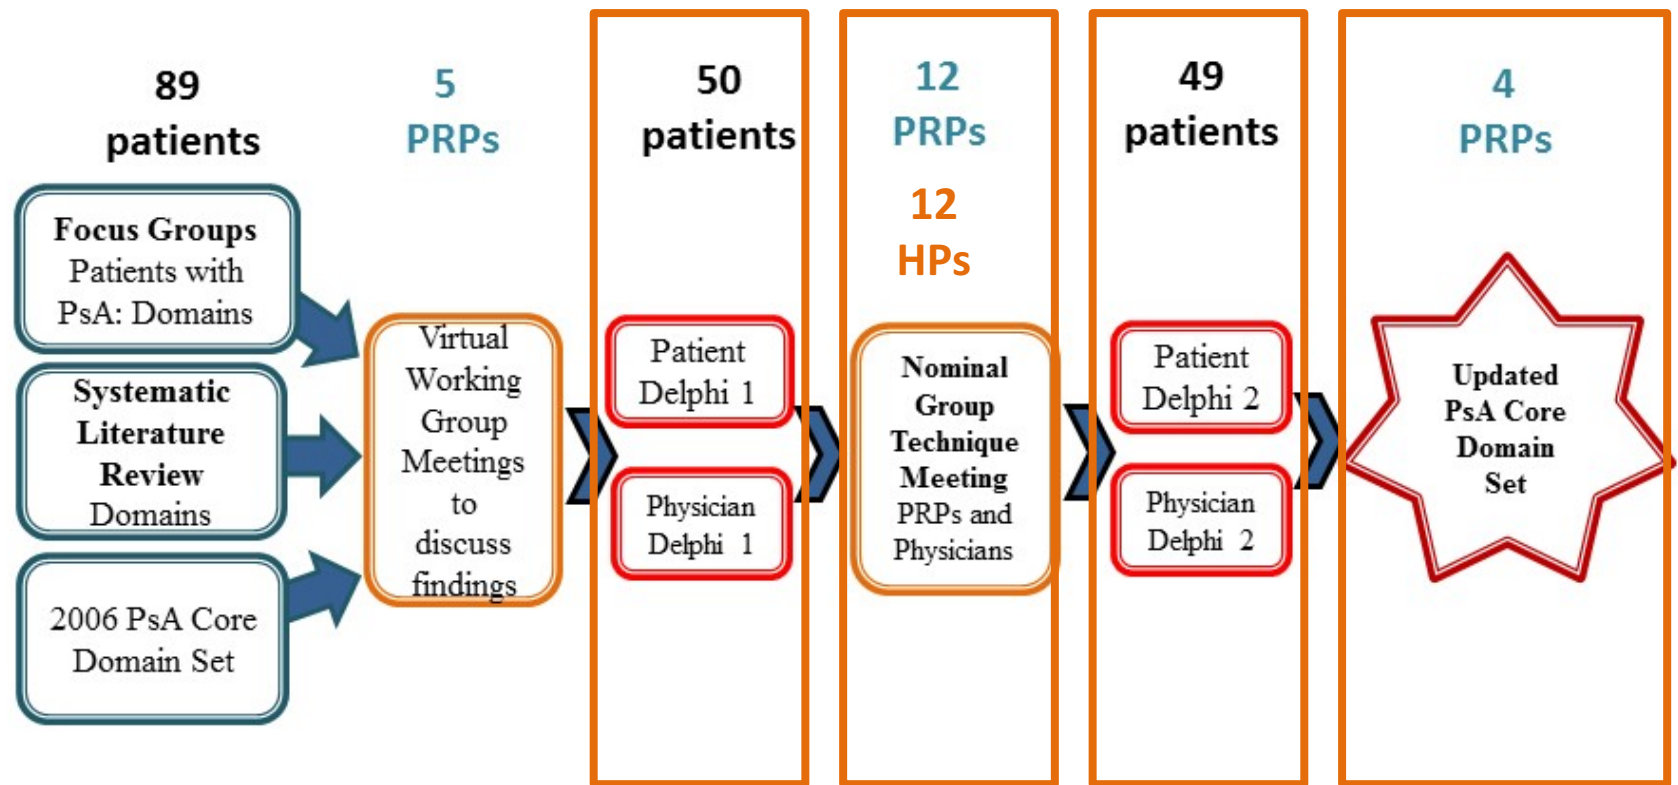 89
patients
5
PRPs
50
patients
12
PRPs
12
HPs
49
patients
4
PRPs
Focus Groups
Patients with
PsA: Domains
Systematic
Literature
Review
Domains
2006 PsA Core
Domain Set
Virtual
Working
Group
Meetings
to
discuss
findings
Patient
Delphi 1
Physician
Delphi 1
Nominal
Group
Technique
Meeting
PRPs and
Physicians
Patient
Delphi 2
Physician
Delphi 2
Updated
PsA Core
Domain
Set